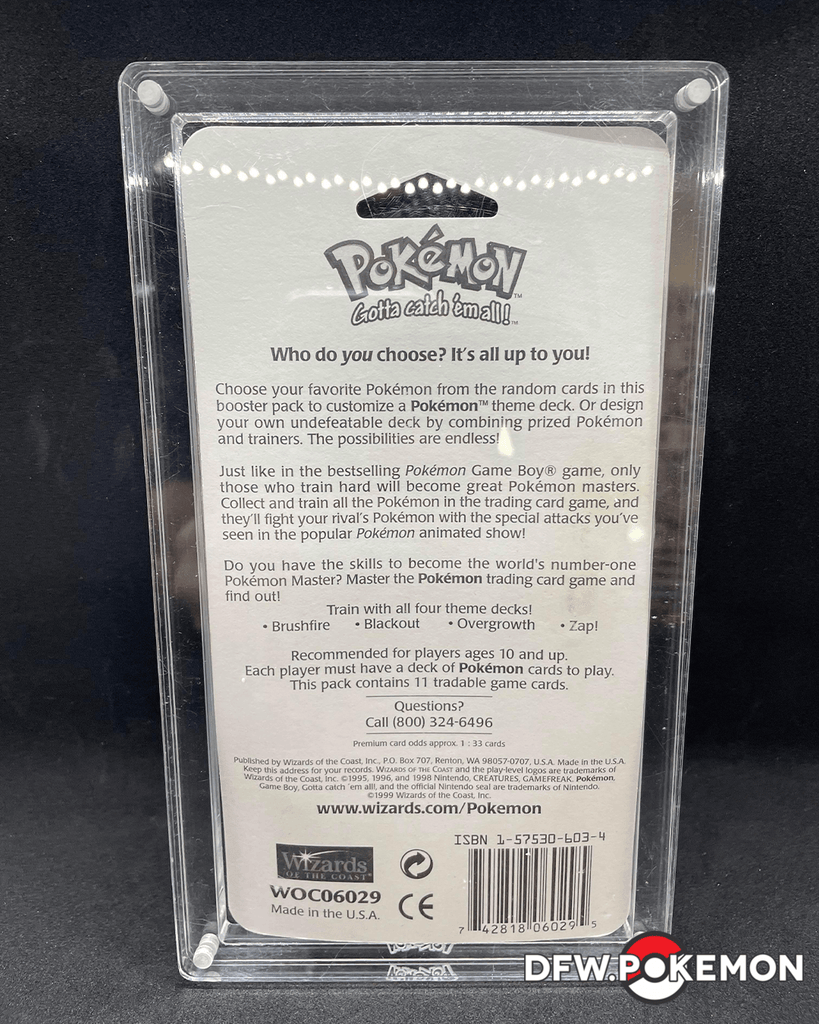 POKéMON™
Gotta catch 'em all!™
Who do you choose? It's all up to you!
Choose your favorite Pokémon from the random cards in this
booster pack to customize a Pokémon™ theme deck. Or design
your own undefeatable deck by combining prized Pokémon
and trainers. The possibilities are endless!
Just like in the bestselling Pokémon Game Boy® game, only
those who train hard will become great Pokémon masters.
Collect and train all the Pokémon in the trading card game, and
they'll fight your rival's Pokémon with the special attacks you've
seen in the popular Pokémon animated show!
Do you have the skills to become the world's number-one
Pokémon Master? Master the Pokémon trading card game and
find out!
Train with all four theme decks!
• Brushfire • Blackout • Overgrowth • Zap!
Recommended for players ages 10 and up.
Each player must have a deck of Pokémon cards to play.
This pack contains 11 tradable game cards.
Questions?
Call (800) 324-6496
Premium card odds approx. 1 : 33 cards
Published by Wizards of the Coast, Inc., P.O. Box 707, Renton, WA 98057-0707, U.S.A. Made in the U.S.A.
Keep this address for your records. WIZARDS OF THE COAST and the play-level logos are trademarks of
Wizards of the Coast, Inc. ©1995, 1996, and 1998 Nintendo, CREATURES, GAMEFREAK. Pokémon,
Game Boy, Gotta catch 'em all!, and the official Nintendo seal are trademarks of Nintendo.
©1999 Wizards of the Coast, Inc.
www.wizards.com/Pokemon
ISBN 1-57530-603-4
Wizards
OF THE COAST®
WOC06029
Made in the U.S.A.
CE
7 42818 06029 5
DFW.POKEMON